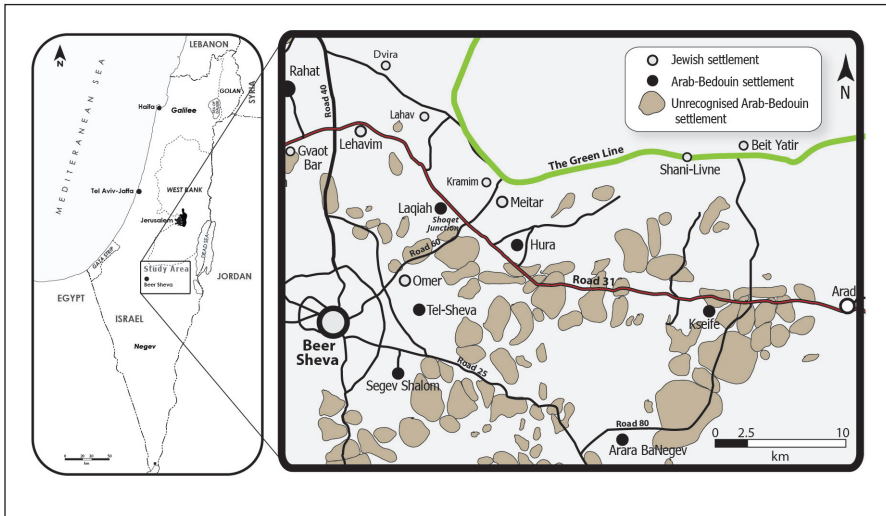 N
LEBANON
SYRIA
GOLAN
Haifa
Galilee
MEDITERRANEAN SEA
WEST BANK
Tel Aviv-Jaffa
Jerusalem
DEAD SEA
GAZA STRIP
Study Area
Beer Sheva
JORDAN
EGYPT
ISRAEL
Negev
km
Jewish settlement
Arab-Bedouin settlement
Unrecognised Arab-Bedouin
settlement
N
Dvira
Rahat
Road 40
Lahav
Lehavim
Gvaot
Bar
The Green Line
Beit Yatir
Shani-Livne
Kramim
Meitar
Laqiah
Shoqet
Junction
Hura
Road 60
Omer
Road 31
Arad
Tel-Sheva
Kseife
Beer
Sheva
Road 25
Segev Shalom
Road 80
Arara BaNegev
0 2.5 10
km